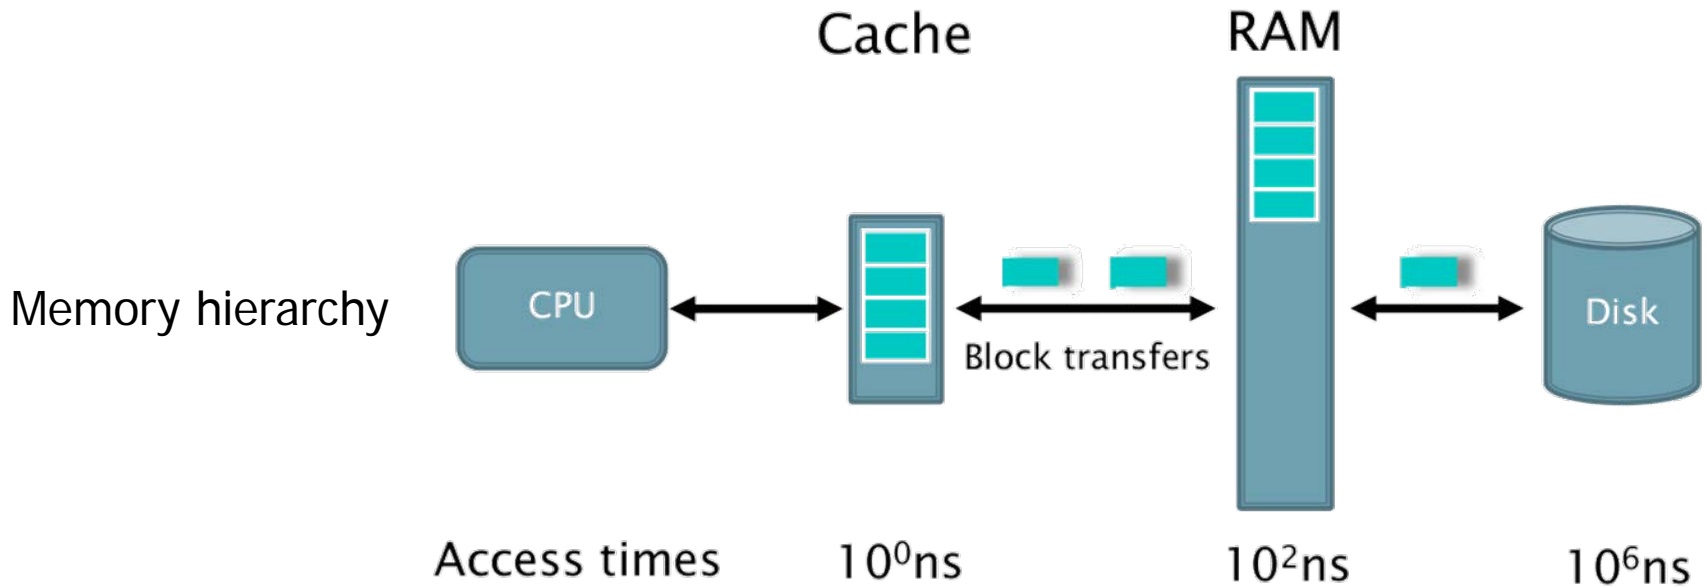 Cache RAM
Memory hierarchy CPU Disk
Block transfers
Access times 10⁰ns 10²ns 10⁶ns